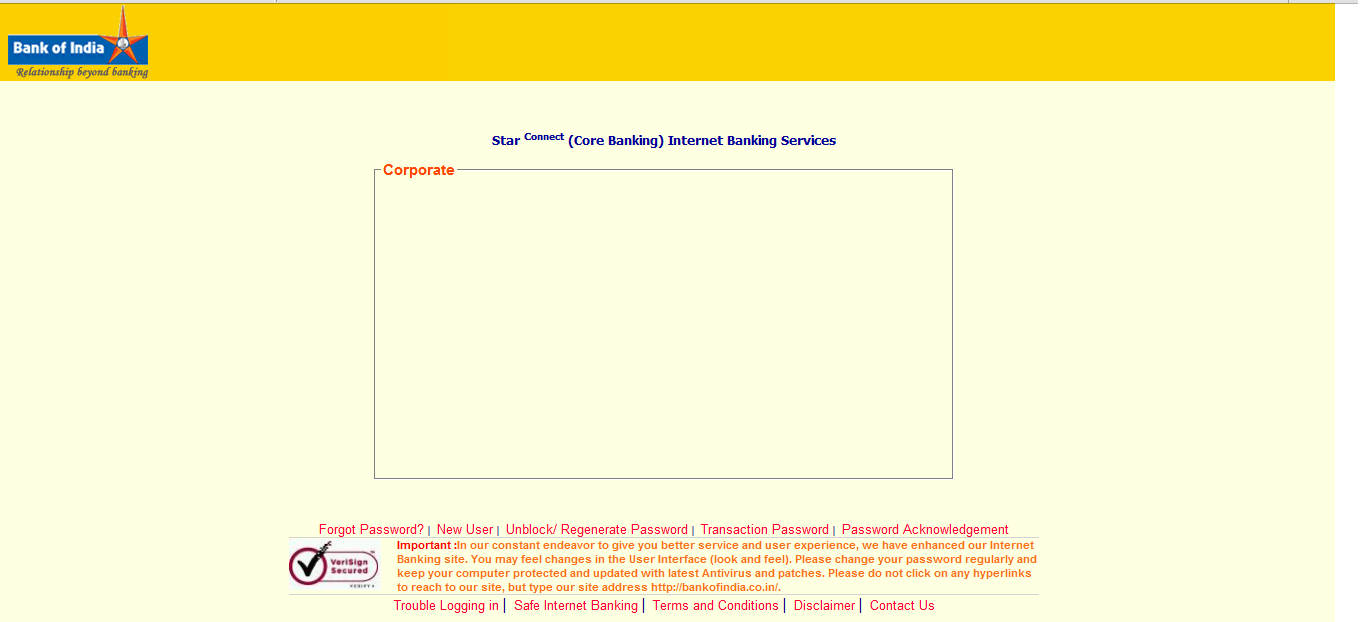 Bank of India
Relationship beyond banking
Star Connect (Core Banking) Internet Banking Services
Corporate
Forgot Password? | New User | Unblock/ Regenerate Password | Transaction Password | Password Acknowledgement
VeriSign
Secured
VERIFY
Important :In our constant endeavor to give you better service and user experience, we have enhanced our Internet
Banking site. You may feel changes in the User Interface (look and feel). Please change your password regularly and
keep your computer protected and updated with latest Antivirus and patches. Please do not click on any hyperlinks
to reach to our site, but type our site address http://bankofindia.co.in/.
Trouble Logging in | Safe Internet Banking | Terms and Conditions | Disclaimer | Contact Us